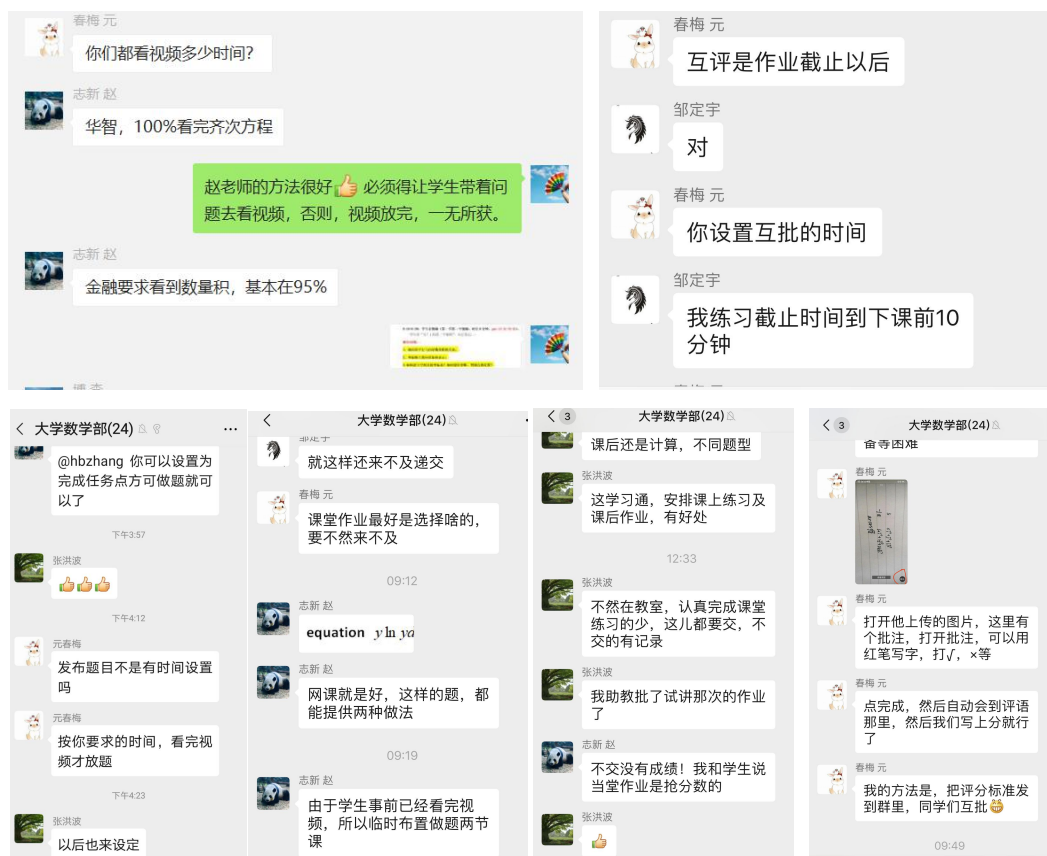 春梅 元
你们都看视频多少时间？
志新 赵
华智，100%看完齐次方程
赵老师的方法很好👍 必须得让学生带着问
题去看视频，否则，视频放完，一无所获。
志新 赵
金融要求看到数量积，基本在95%
春梅 元
互评是作业截止以后
邹定宇
对
春梅 元
你设置互批的时间
邹定宇
我练习截止时间到下课前10
分钟
大学数学部(24)
@hbzhang 你可以设置为
完成任务点方可做题就可
以了
下午3:57
张洪波
👍👍👍
下午4:12
元春梅
发布题目不是有时间设置
吗
元春梅
按你要求的时间，看完视
频才放题
下午4:23
张洪波
以后也来设定
大学数学部(24)
邹定宇
就这样还来不及递交
春梅 元
课堂作业最好是选择啥的，
要不然来不及
09:12
志新 赵
equation y ln
志新 赵
网课就是好，这样的题，都
能提供两种做法
09:19
志新 赵
由于学生事前已经看完视
频，所以临时布置做题两节
课
3
大学数学部(24)
课后还是计算，不同题型
张洪波
这学习通，安排课上练习及
课后作业，有好处
12:33
张洪波
不然在教室，认真完成课堂
练习的少，这儿都要交，不
交的有记录
张洪波
我助教批了试讲那次的作业
了
志新 赵
不交没有成绩！我和学生说
当堂作业是抢分数的
张洪波
👍
3
大学数学部(24)
备等困难
春梅 元
春梅 元
打开他上传的图片，这里有
个批注，打开批注，可以用
红笔写字，打√，×等
春梅 元
点完成，然后自动会到评语
那里，然后我们写上分就行
了
春梅 元
我的方法是，把评分标准发
到群里，同学们互批😁
09:49